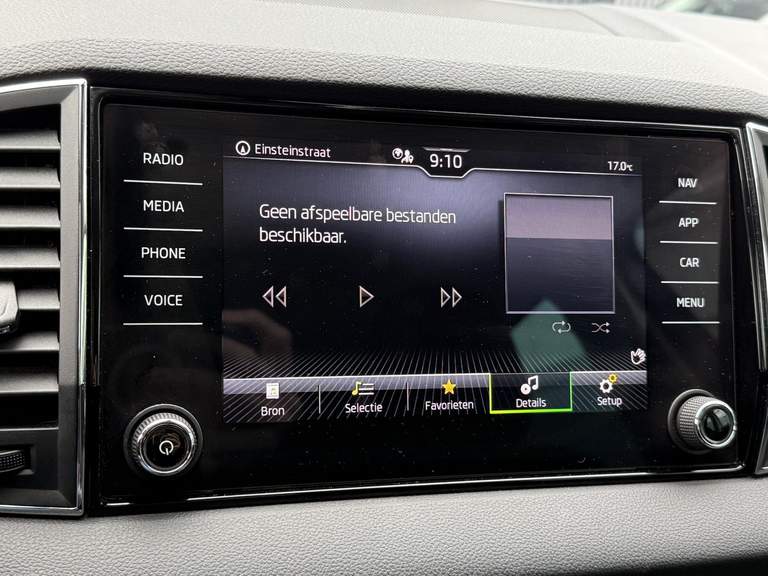 RADIO
MEDIA
PHONE
VOICE
Einsteinstraat
9:10
17.0°C
Geen afspeelbare bestanden
beschikbaar.
Bron
Selectie
Favorieten
Details
Setup
NAV
APP
CAR
MENU